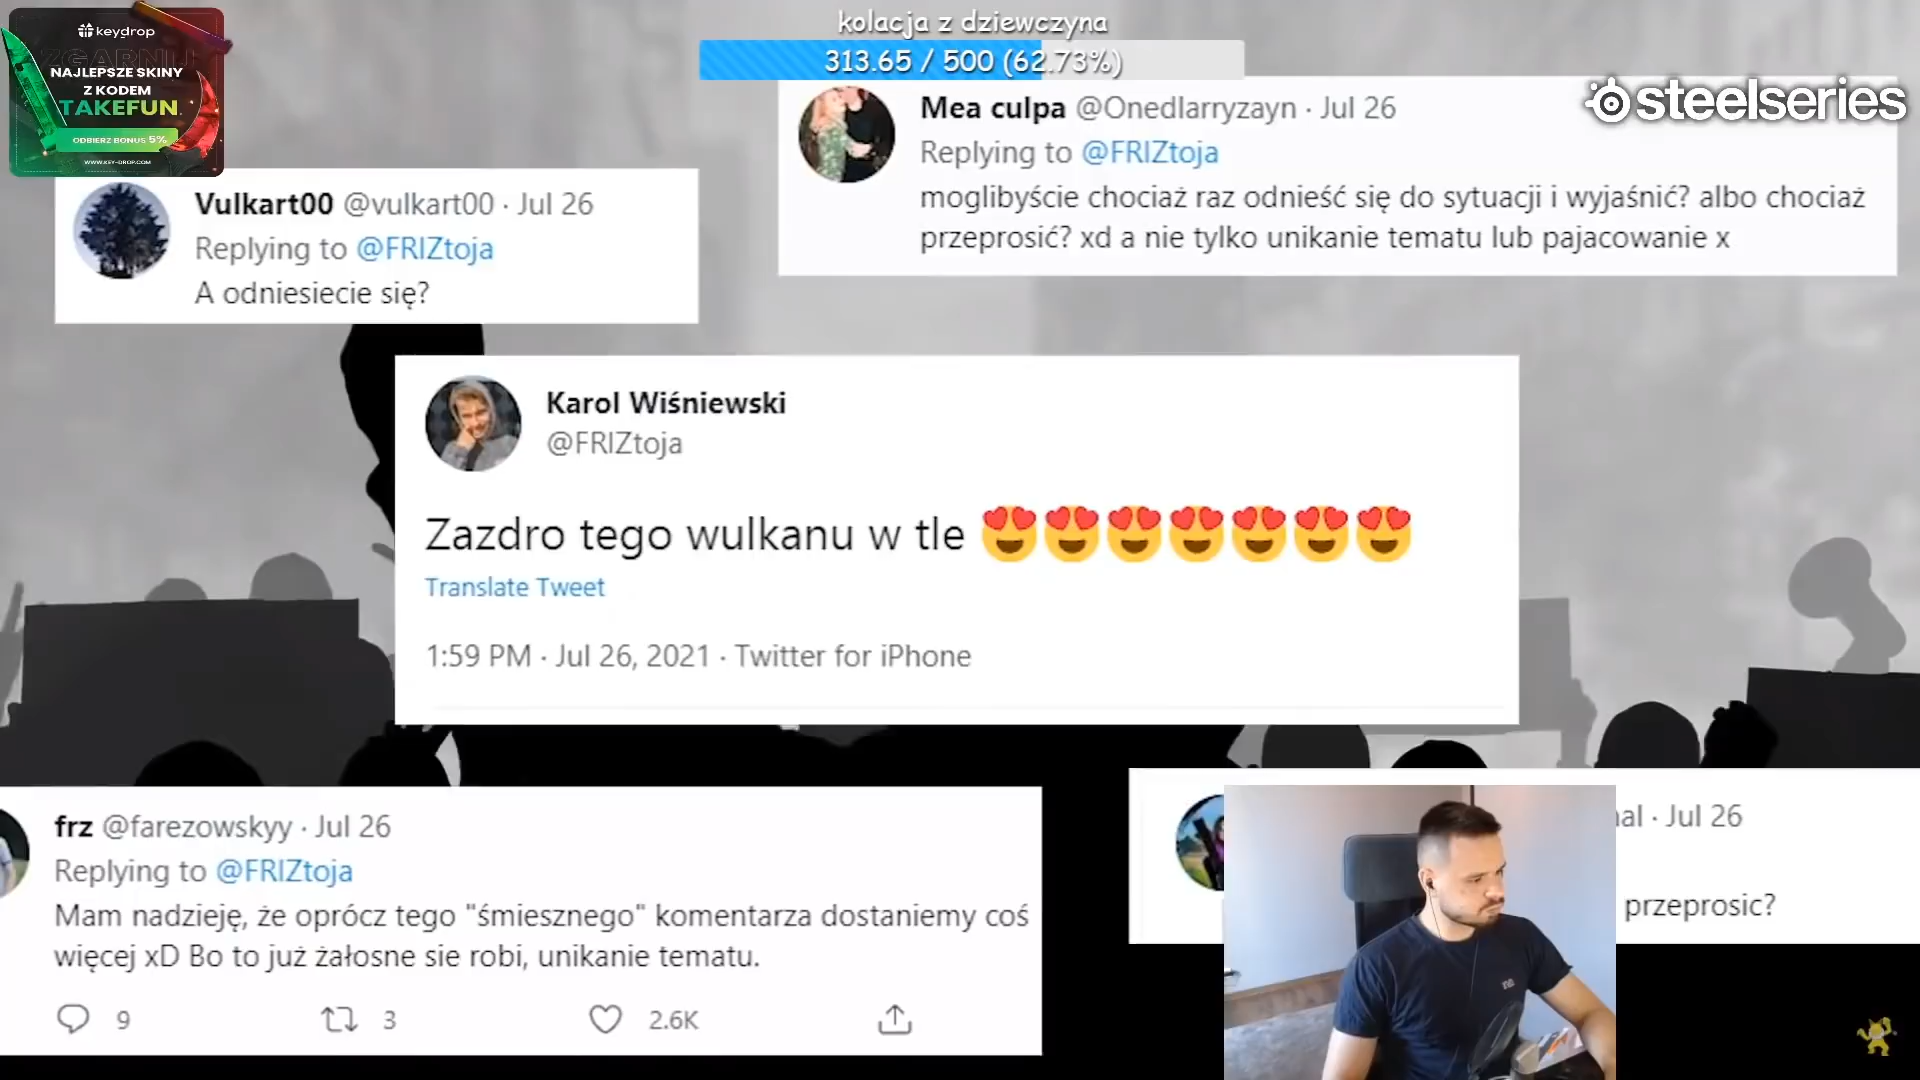 kolacja z dziewczyna
313.65 / 500 (62.73%)
keydrop
ZGARNIJ
NAJLEPSZE SKINY
Z KODEM
TAKEFUN
ODBIERZ BONUS 5%
WWW.KEY-DROP.COM
steelseries
Mea culpa @Onedlarryzayn · Jul 26
Replying to @FRIZtoja
moglibyście chociaż raz odnieść się do sytuacji i wyjaśnić? albo chociaż
przeprosić? xd a nie tylko unikanie tematu lub pajacowanie x
Vulkart00 @vulkart00 · Jul 26
Replying to @FRIZtoja
A odniesiecie się?
Karol Wiśniewski
@FRIZtoja
Zazdro tego wulkanu w tle 😍😍😍😍😍😍😍
Translate Tweet
1:59 PM · Jul 26, 2021 · Twitter for iPhone
frz @farezowskyy · Jul 26
Replying to @FRIZtoja
Mam nadzieję, że oprócz tego "śmiesznego" komentarza dostaniemy coś
więcej xD Bo to już żałosne sie robi, unikanie tematu.
9 3 2.6K
al · Jul 26
przeprosic?